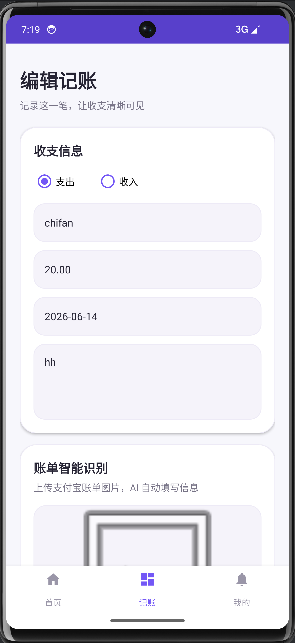 7:19
3G
编辑记账
记录这一笔，让收支清晰可见
收支信息
支出
收入
chifan
20.00
2026-06-14
hh
账单智能识别
上传支付宝账单图片，AI 自动填写信息
首页
记账
我的